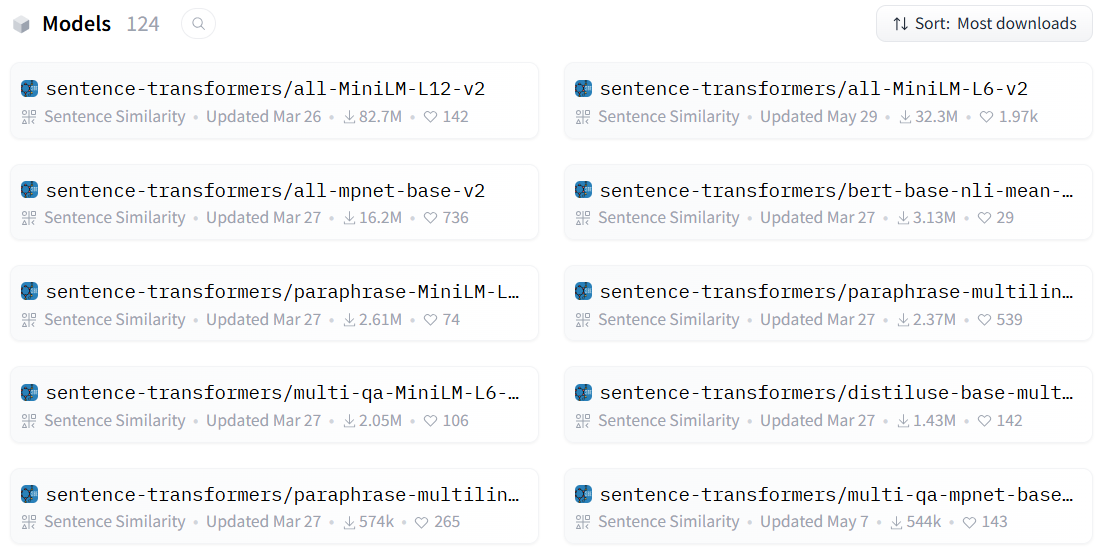 Models 124
Sort: Most downloads
sentence-transformers/all-MiniLM-L12-v2
Sentence Similarity • Updated Mar 26 • 82.7M • 142
sentence-transformers/all-MiniLM-L6-v2
Sentence Similarity • Updated May 29 • 32.3M • 1.97k
sentence-transformers/all-mpnet-base-v2
Sentence Similarity • Updated Mar 27 • 16.2M • 736
sentence-transformers/bert-base-nli-mean-…
Sentence Similarity • Updated Mar 27 • 3.13M • 29
sentence-transformers/paraphrase-MiniLM-L…
Sentence Similarity • Updated Mar 27 • 2.61M • 74
sentence-transformers/paraphrase-multilin…
Sentence Similarity • Updated Mar 27 • 2.37M • 539
sentence-transformers/multi-qa-MiniLM-L6-…
Sentence Similarity • Updated Mar 27 • 2.05M • 106
sentence-transformers/distiluse-base-mult…
Sentence Similarity • Updated Mar 27 • 1.43M • 142
sentence-transformers/paraphrase-multilin…
Sentence Similarity • Updated Mar 27 • 574k • 265
sentence-transformers/multi-qa-mpnet-base…
Sentence Similarity • Updated May 7 • 544k • 143